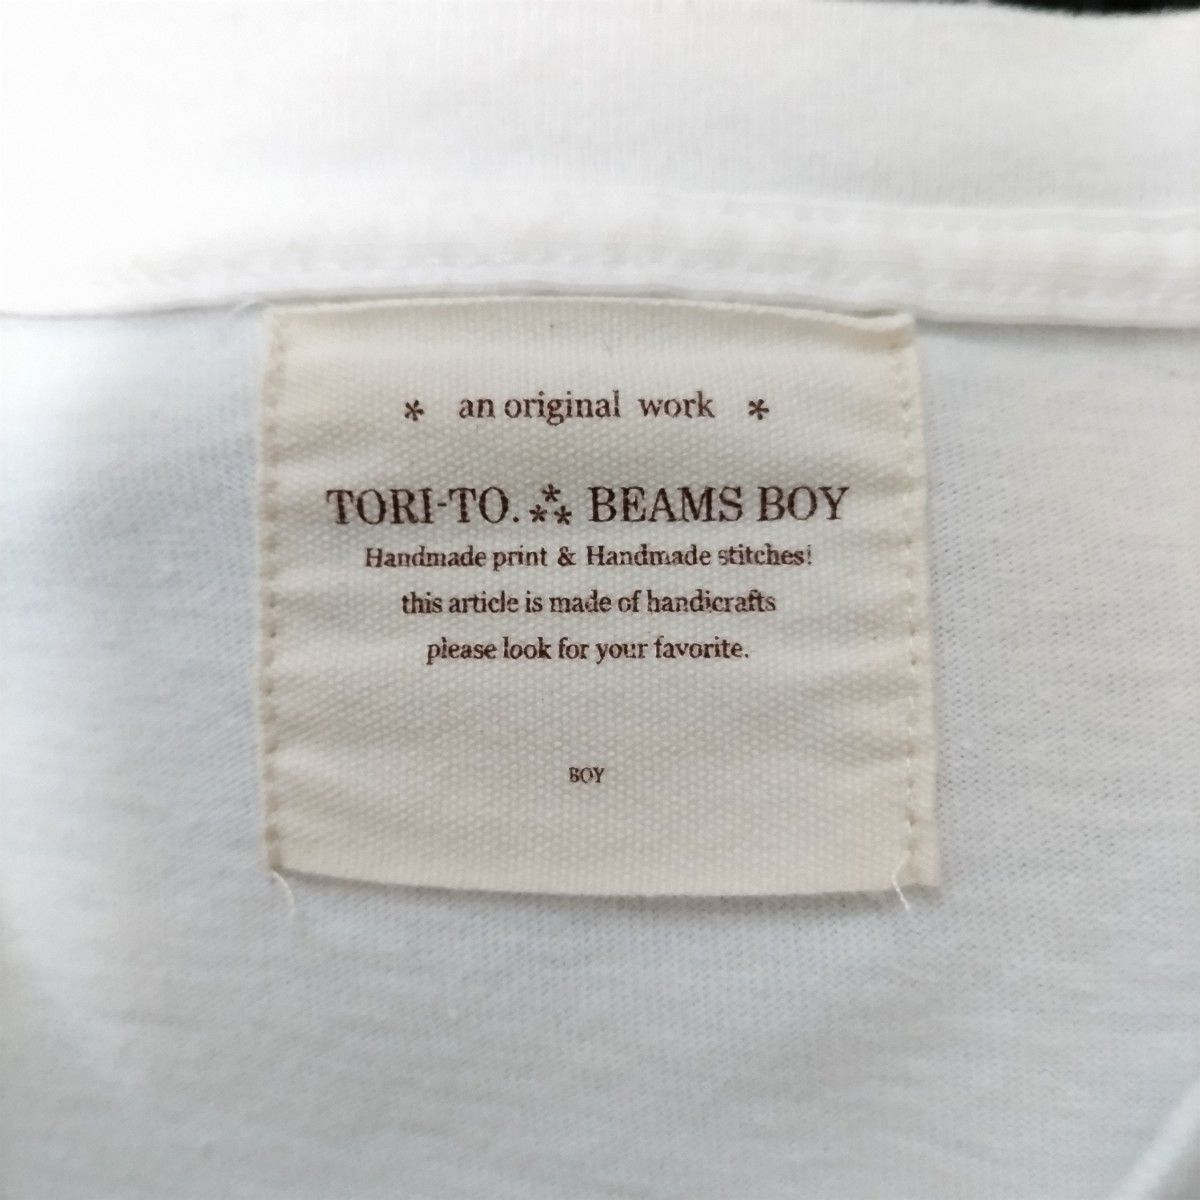 * an original work *
TORI-TO.⁂ BEAMS BOY
Handmade print & Handmade stitches!
this article is made of handicrafts
please look for your favorite.
BOY